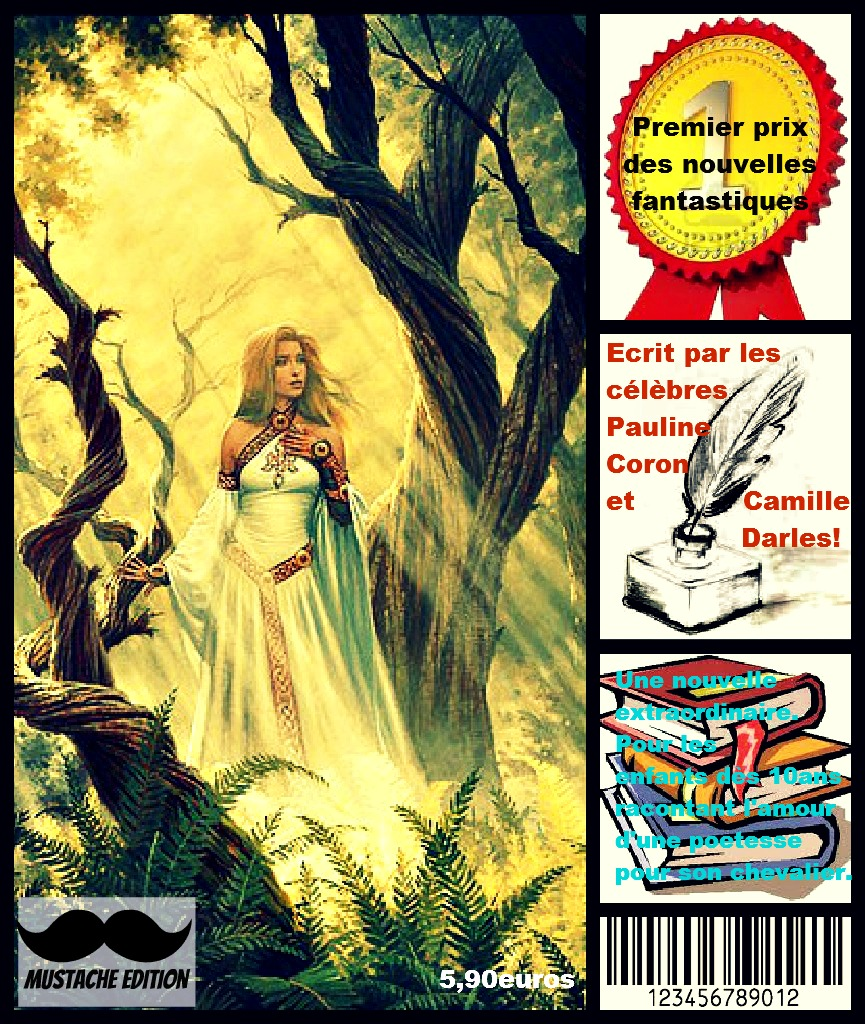 1
Premier prix
des nouvelles
fantastiques
Ecrit par les
célèbres
Pauline
Coron
et Camille
Darles!
Une nouvelle
extraordinaire.
Pour les
enfants des 10ans
racontant l'amour
d'une poetesse
pour son chevalier.
MUSTACHE EDITION
5,90euros
123456789012